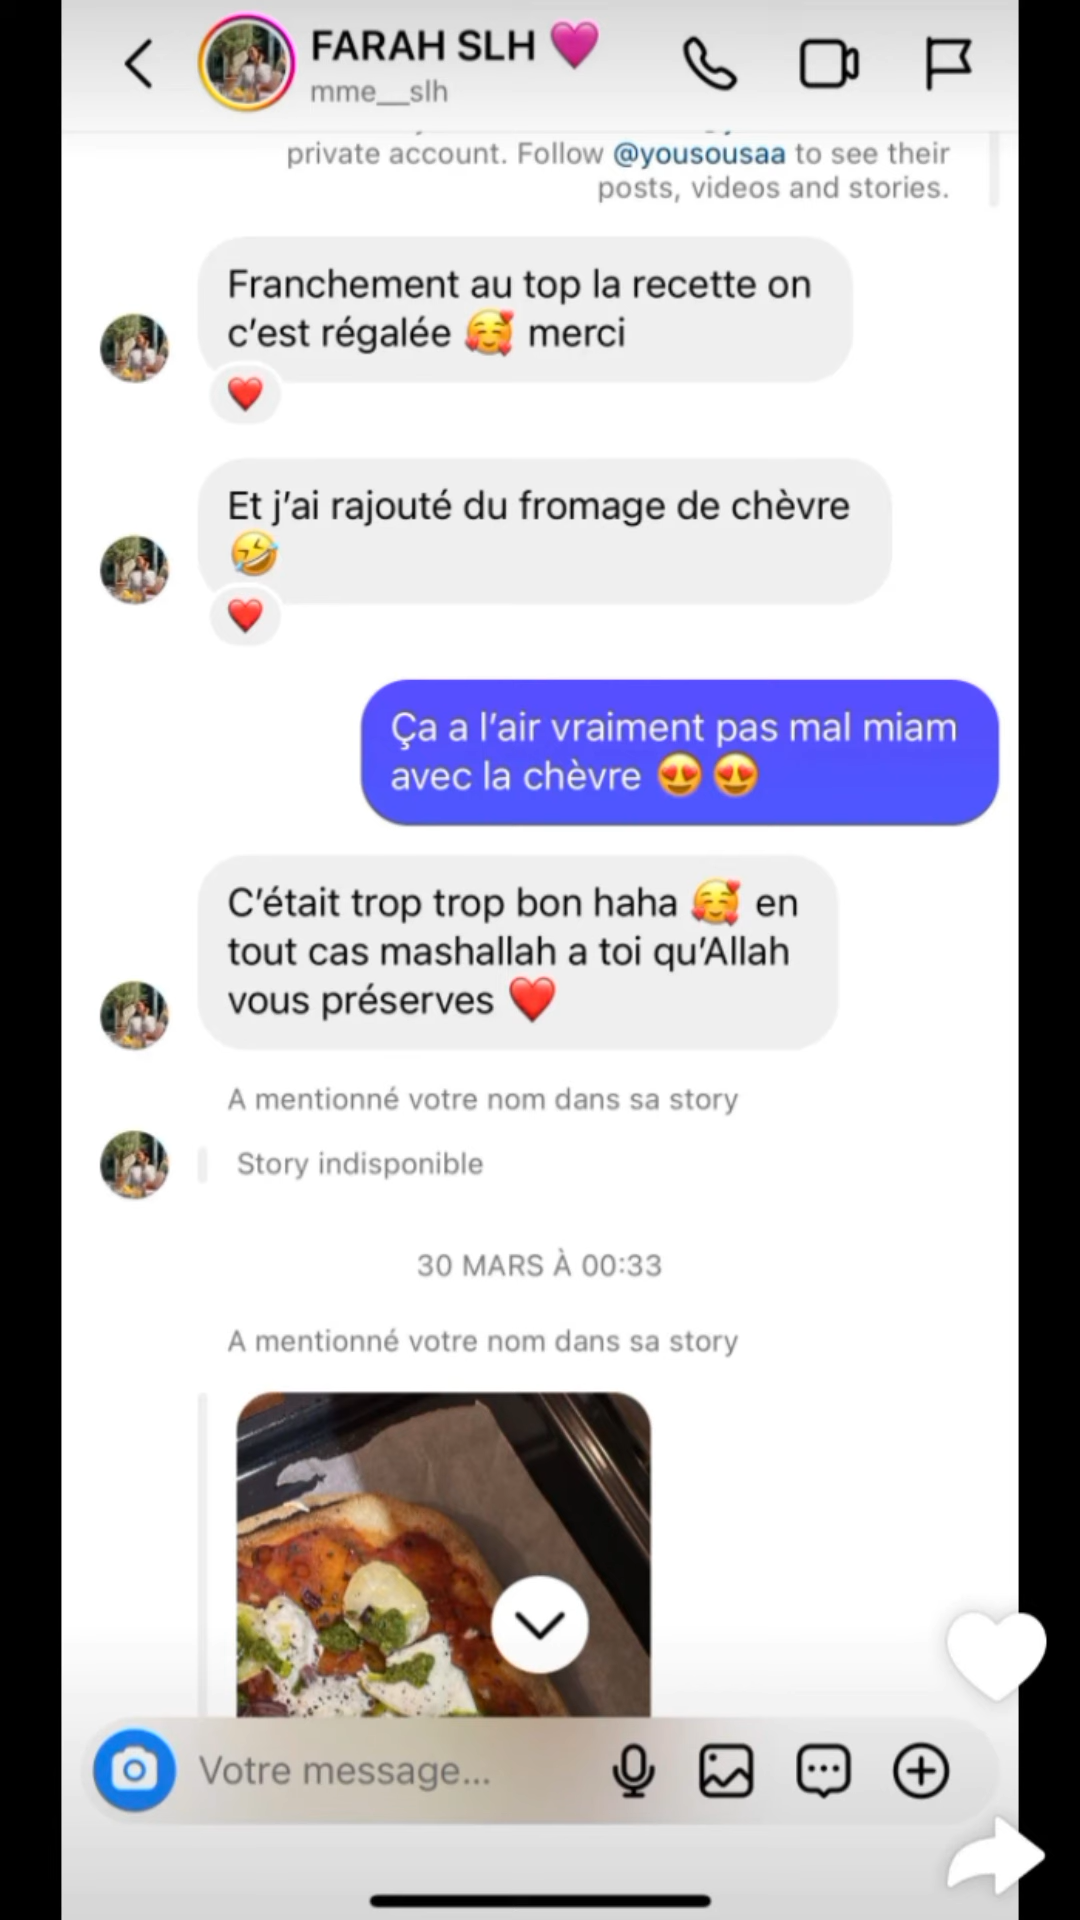 FARAH SLH 💗
mme__slh
private account. Follow @yousousaa to see their
posts, videos and stories.
Franchement au top la recette on
c'est régalée 🥰 merci
❤️
Et j'ai rajouté du fromage de chèvre
🤣
❤️
Ça a l'air vraiment pas mal miam
avec la chèvre 😍😍
C'était trop trop bon haha 🥰 en
tout cas mashallah a toi qu'Allah
vous préserves ❤️
A mentionné votre nom dans sa story
Story indisponible
30 MARS À 00:33
A mentionné votre nom dans sa story
Votre message...